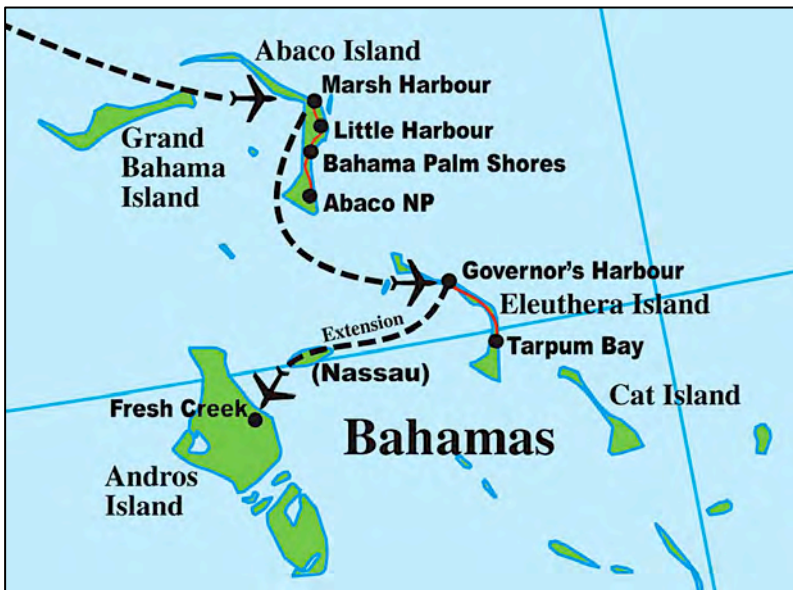 Abaco Island
Marsh Harbour
Grand
Bahama
Island
Little Harbour
Bahama Palm Shores
Abaco NP
Governor's Harbour
Eleuthera Island
Extension
Tarpum Bay
(Nassau)
Cat Island
Fresh Creek
Bahamas
Andros
Island